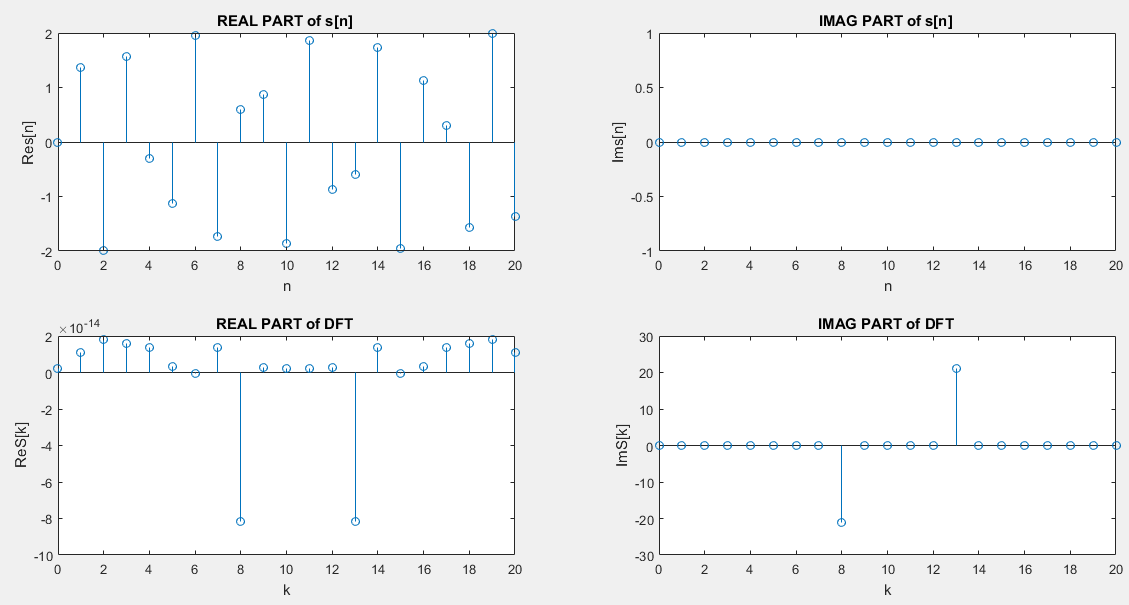 REAL PART of s[n]
2
1
0
-1
-2
Res[n]
0 2 4 6 8 10 12 14 16 18 20
n
IMAG PART of s[n]
1
0.5
0
-0.5
-1
Ims[n]
0 2 4 6 8 10 12 14 16 18 20
n
×10-14
REAL PART of DFT
2
0
-2
-4
-6
-8
-10
ReS[k]
0 2 4 6 8 10 12 14 16 18 20
k
IMAG PART of DFT
30
20
10
0
-10
-20
-30
ImS[k]
0 2 4 6 8 10 12 14 16 18 20
k